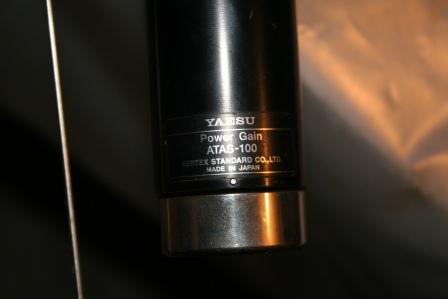 YAESU
Power Gain
ATAS-100
VERTEX STANDARD CO.,LTD.
MADE IN JAPAN